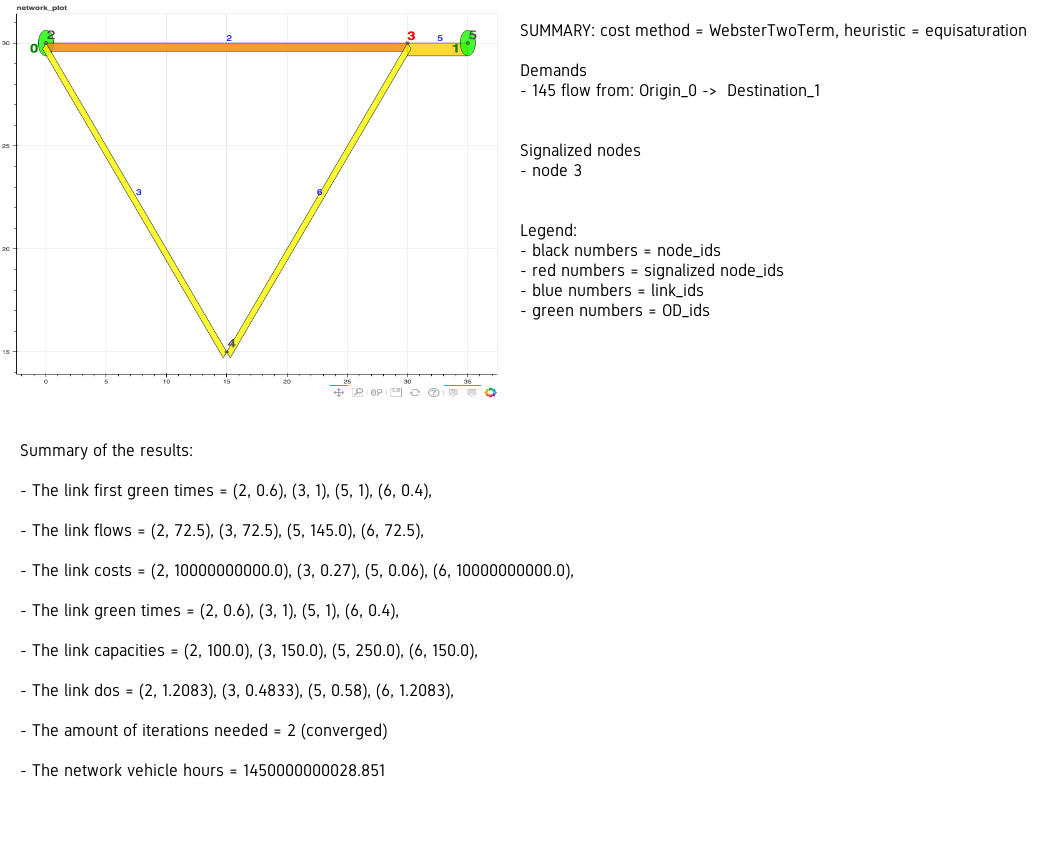 network_plot
2
0
3
5
2
5
1
30
25
20
15
3
6
4
0
5
10
15
20
25
30
35
SUMMARY: cost method = WebsterTwoTerm, heuristic = equisaturation
Demands
- 145 flow from: Origin_0 -> Destination_1
Signalized nodes
- node 3
Legend:
- black numbers = node_ids
- red numbers = signalized node_ids
- blue numbers = link_ids
- green numbers = OD_ids
Summary of the results:
- The link first green times = (2, 0.6), (3, 1), (5, 1), (6, 0.4),
- The link flows = (2, 72.5), (3, 72.5), (5, 145.0), (6, 72.5),
- The link costs = (2, 10000000000.0), (3, 0.27), (5, 0.06), (6, 10000000000.0),
- The link green times = (2, 0.6), (3, 1), (5, 1), (6, 0.4),
- The link capacities = (2, 100.0), (3, 150.0), (5, 250.0), (6, 150.0),
- The link dos = (2, 1.2083), (3, 0.4833), (5, 0.58), (6, 1.2083),
- The amount of iterations needed = 2 (converged)
- The network vehicle hours = 1450000000028.851